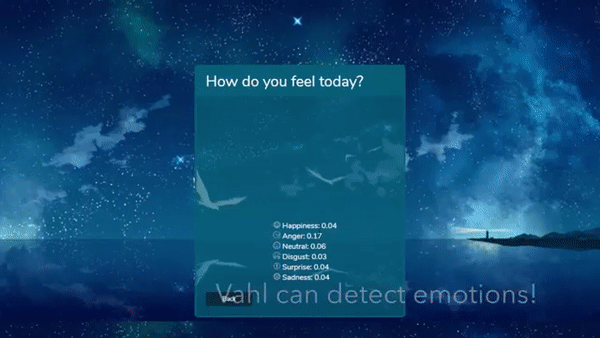 How do you feel today?
Happiness: 0.04
Anger: 0.17
Neutral: 0.06
Disgust: 0.03
Surprise: 0.04
Sadness: 0.04
Vahl can detect emotions!
Back